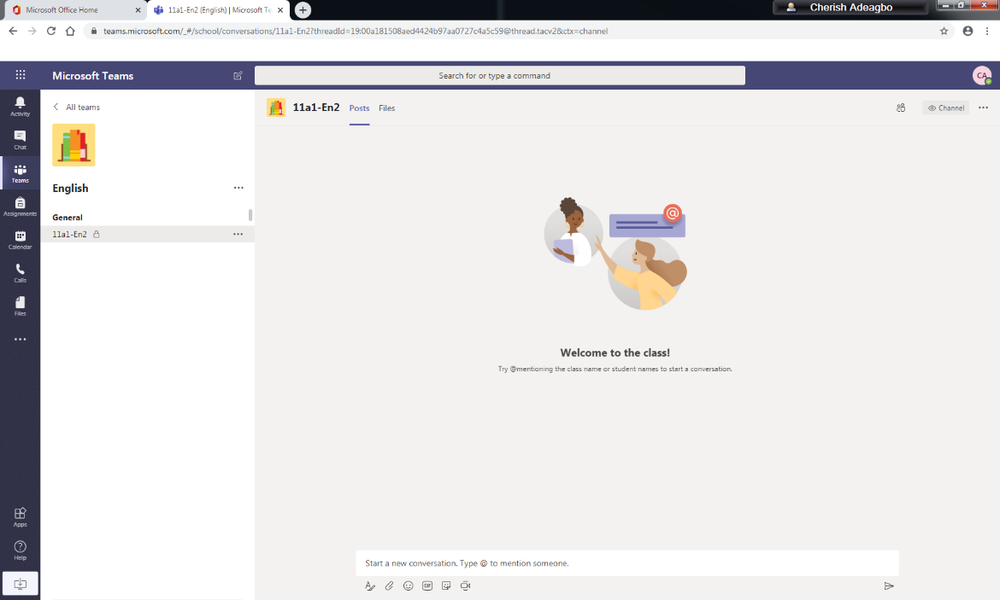 Microsoft Office Home
11a1-En2 (English) | Microsoft Te
Cherish Adeagbo
teams.microsoft.com/_#/school/conversations/11a1-En2?threadId=19:00a181508aed4424b97aa0727c4a5c59@thread.tacv2&ctx=channel
Microsoft Teams
Search for or type a command
CA
Activity
Chat
Teams
Assignments
Calendar
Calls
Files
Apps
Help
All teams
English
General
11a1-En2
11a1-En2 Posts Files
Channel
@
Welcome to the class!
Try @mentioning the class name or student names to start a conversation.
Start a new conversation. Type @ to mention someone.
GIF